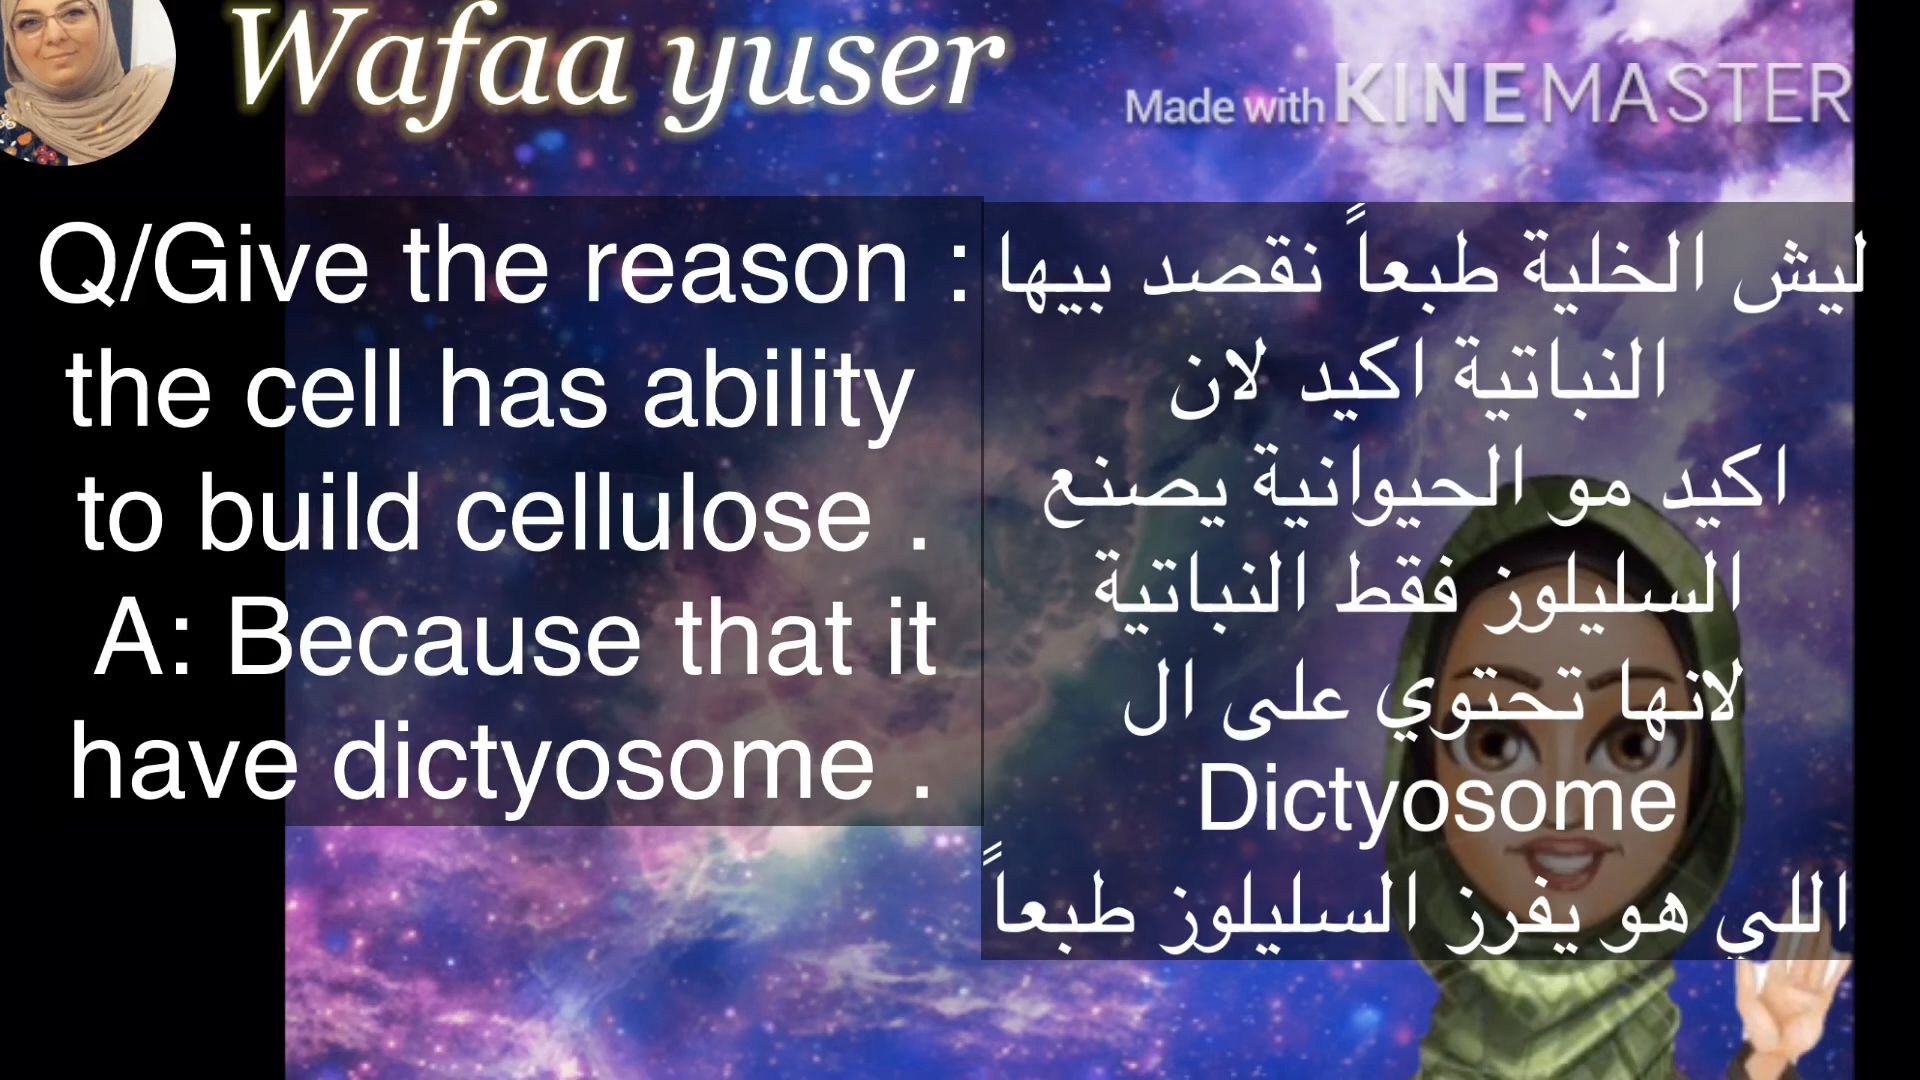 Wafaa yuser
Made with KINEMASTER
Q/Give the reason :
the cell has ability
to build cellulose .
A: Because that it
have dictyosome .
ليش الخلية طبعاً نقصد بيها
النباتية اكيد لان
اكيد مو الحيوانية يصنع
السليلوز فقط النباتية
لانها تحتوي على ال
Dictyosome
اللي هو يفرز السليلوز طبعاً